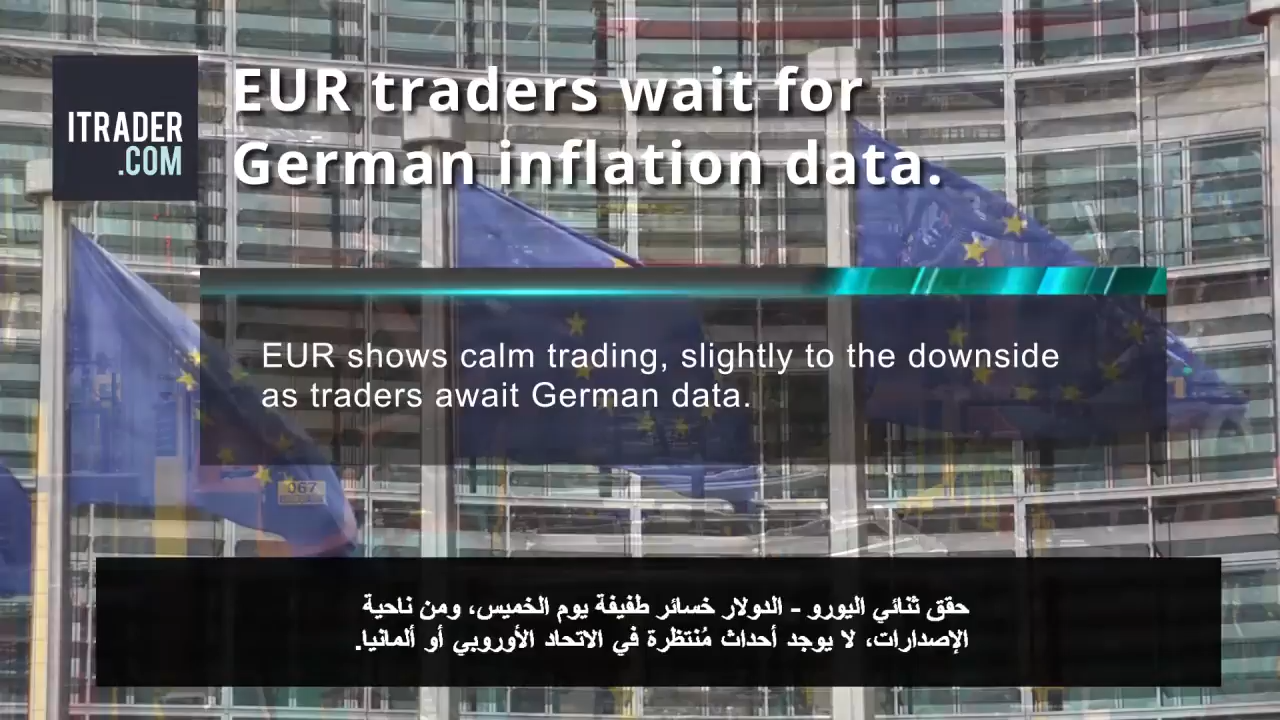 ITRADER
.COM
EUR traders wait for
German inflation data.
EUR shows calm trading, slightly to the downside
as traders await German data.
067
حقق ثنائي اليورو - الدولار خسائر طفيفة يوم الخميس، ومن ناحية
الإصدارات، لا يوجد أحداث مُنتظرة في الاتحاد الأوروبي أو ألمانيا.